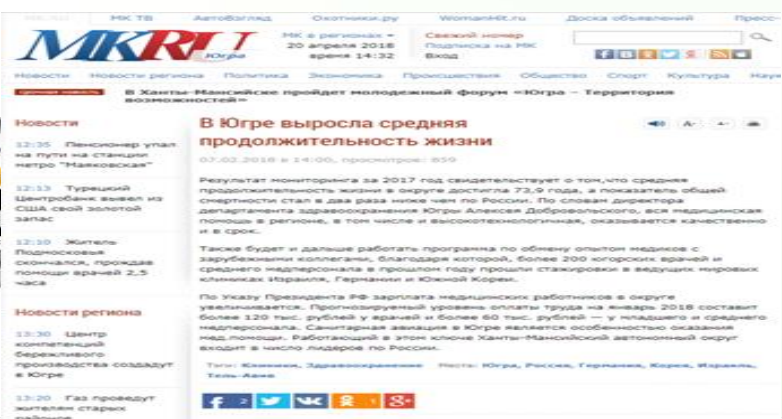 МК ТВ АвтоВзгляд Охотники.ру WomanHit.ru Доска объявлений Пресс-
MKRU
Югра
МК в регионах
20 апреля 2018
время 14:32
Свежий номер
Подписка на МК
Вход
Новости Новости региона Политика Экономика Происшествия Общество Спорт Культура Наук
Срочная новость
В Ханты-Мансийске пройдет молодежный форум «Югра – Территория
возможностей»
Новости
12:35 Пенсионер упал
на пути на станции
метро "Маяковская"
12:13 Турецкий
Центробанк вывел из
США свой золотой
запас
12:10 Житель
Подмосковья
скончался, прождав
помощи врачей 2,5
часа
Новости региона
13:30 Центр
компетенций
бережливого
производства создадут
в Югре
13:20 Газ проведут
жителям старых
районов
В Югре выросла средняя
продолжительность жизни
A+ A-
07.02.2018 в 14:00, просмотров: 859
Результат мониторинга за 2017 год свидетельствует о том,что средняя
продолжительность жизни в округе достигла 73,9 года, а показатель общей
смертности стал в два раза ниже чем по России. По словам директора
департамента здравоохранения Югры Алексея Добровольского, вся медицинская
помощь в регионе, в том числе и высокотехнологичная, оказывается качественно
и в срок.
Также будет и дальше работать программа по обмену опытом медиков с
зарубежными коллегами, благодаря которой, более 200 югорских врачей и
среднего медперсонала в прошлом году прошли стажировки в ведущих мировых
клиниках Израиля, Германии и Южной Кореи.
По Указу Президента РФ зарплата медицинских работников в округе
увеличивается. Прогнозируемый уровень оплаты труда на январь 2018 составит
более 120 тыс. рублей у врачей и более 60 тыс. рублей — у младшего и среднего
медперсонала. Санитарная авиация в Югре является особенностью оказания
мед.помощи. Работающий в этом ключе Ханты-Мансийский автономный округ
входит в число лидеров по России.
Тэги: Клиники, Здравоохранение Места: Югра, Россия, Германия, Корея, Израиль,
Тель-Авив
2 1